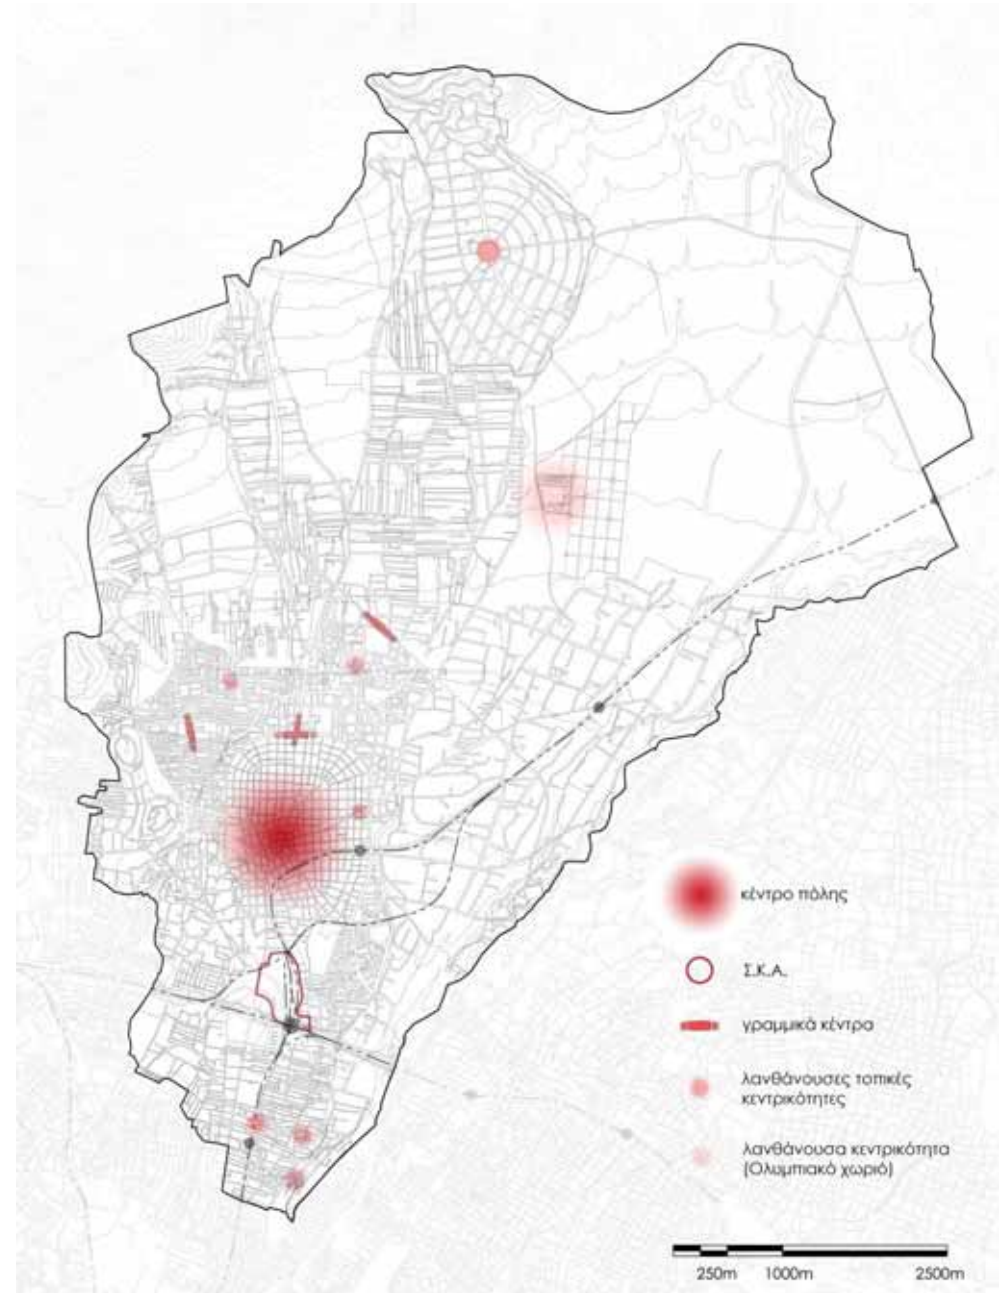 κέντρο πόλης
Σ.Κ.Α.
γραμμικά κέντρα
λανθάνουσες τοπικές
κεντρικότητες
λανθάνουσα κεντρικότητα
(Ολυμπιακό χωριό)
250m 1000m 2500m